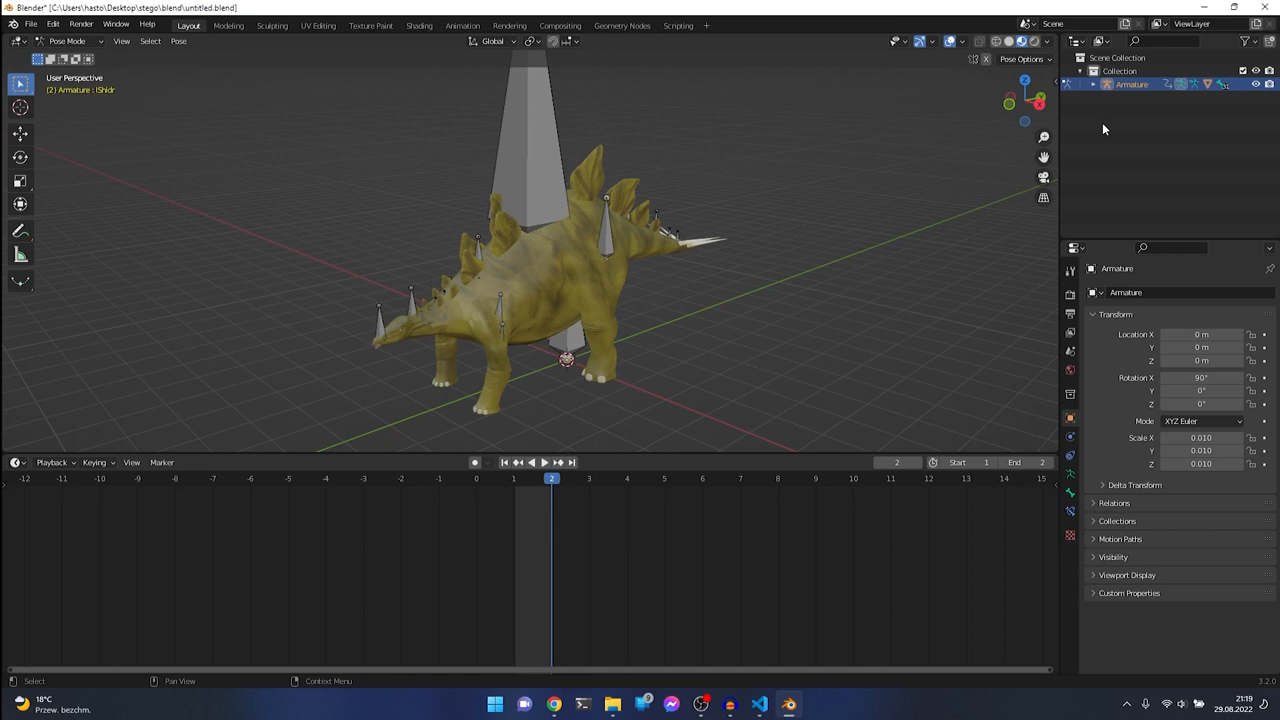 Blender* [C:\Users\hasto\Desktop\stego\blend\untitled.blend]
File Edit Render Window Help Layout Modeling Sculpting UV Editing Texture Paint Shading Animation Rendering Compositing Geometry Nodes Scripting + Scene ViewLayer
Pose Mode View Select Pose Global
X Pose Options
User Perspective
(2) Armature : lShldr
Z
Y
X
Scene Collection
Collection
Armature
31
Armature
Armature
Transform
Location X 0 m
Y 0 m
Z 0 m
Rotation X 90°
Y 0°
Z 0°
Mode XYZ Euler
Scale X 0.010
Y 0.010
Z 0.010
Delta Transform
Relations
Collections
Motion Paths
Visibility
Viewport Display
Custom Properties
Playback Keying View Marker 2 Start 1 End 2
-12 -11 -10 -9 -8 -7 -6 -5 -4 -3 -2 -1 0 1 2 3 4 5 6 7 8 9 10 11 12 13 14 15
Select Pan View Context Menu 3.2.0
18°C
Przew. bezchm.
9
21:19
29.08.2022